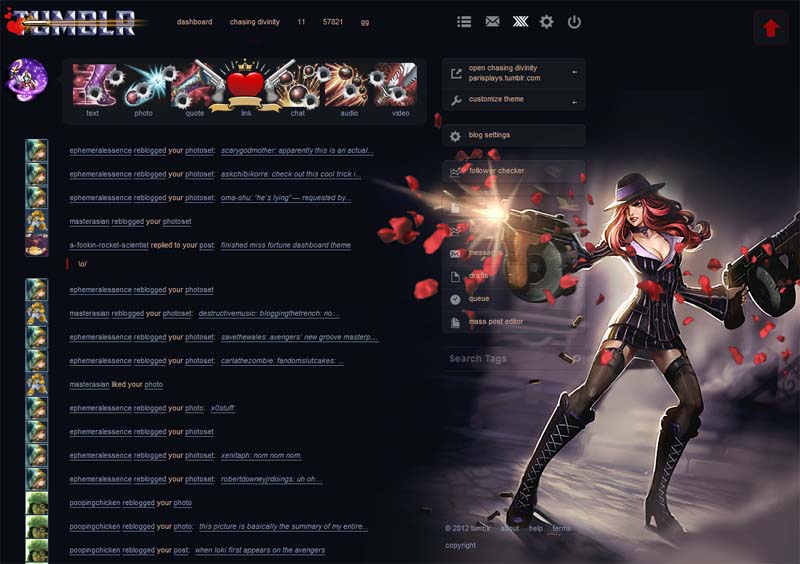 TUMBLR
dashboard chasing divinity 11 57821 gg
text photo quote link chat audio video
ephemeralessence reblogged your photoset: scarygodmother: apparently this is an actual...
ephemeralessence reblogged your photoset: askchibikorra: check out this cool trick i...
ephemeralessence reblogged your photoset: oma-shu: "he's lying" — requested by...
masterasian reblogged your photoset
a-fookin-rocket-scientist replied to your post: finished miss fortune dashboard theme
\o/
ephemeralessence reblogged your photoset
masterasian reblogged your photoset: destructivemusic: bloggingthetrench: no...
ephemeralessence reblogged your photoset: savethewales: avengers' new groove masterp...
ephemeralessence reblogged your photoset: carlathezombie: fandomslutcakes: ...
masterasian liked your photo
ephemeralessence reblogged your photo: x0stuff:
ephemeralessence reblogged your photoset
ephemeralessence reblogged your photoset: xenitaph: nom nom nom.
ephemeralessence reblogged your photoset: robertdowneyjrdoings: uh oh...
poopingchicken reblogged your photo
poopingchicken reblogged your photo: this picture is basically the summary of my entire...
poopingchicken reblogged your post: when loki first appears on the avengers
open chasing divinity
parisplays.tumblr.com
customize theme
blog settings
follower checker
messages
drafts
queue
mass post editor
Search Tags
© 2012 tumblr about help terms
copyright